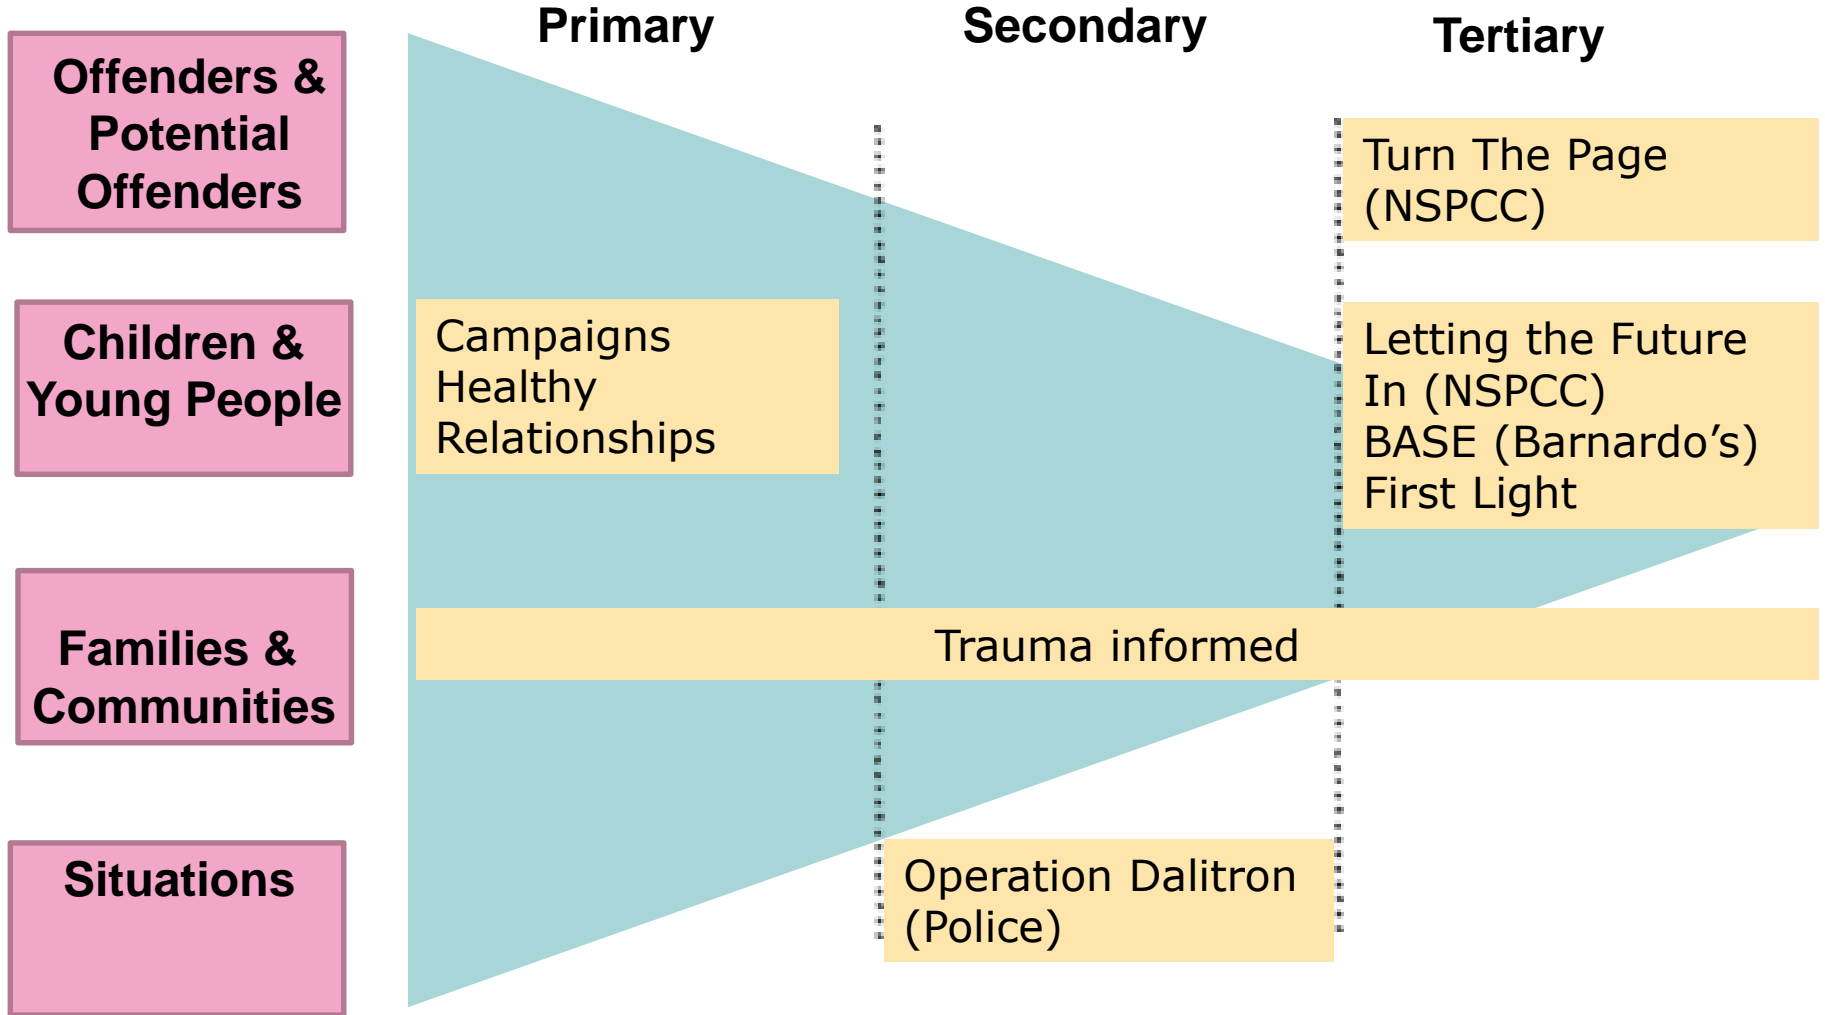 Primary
Secondary
Tertiary
Offenders &
Potential
Offenders
Turn The Page
(NSPCC)
Children &
Young People
Campaigns
Healthy
Relationships
Letting the Future
In (NSPCC)
BASE (Barnardo’s)
First Light
Families &
Communities
Trauma informed
Situations
Operation Dalitron
(Police)